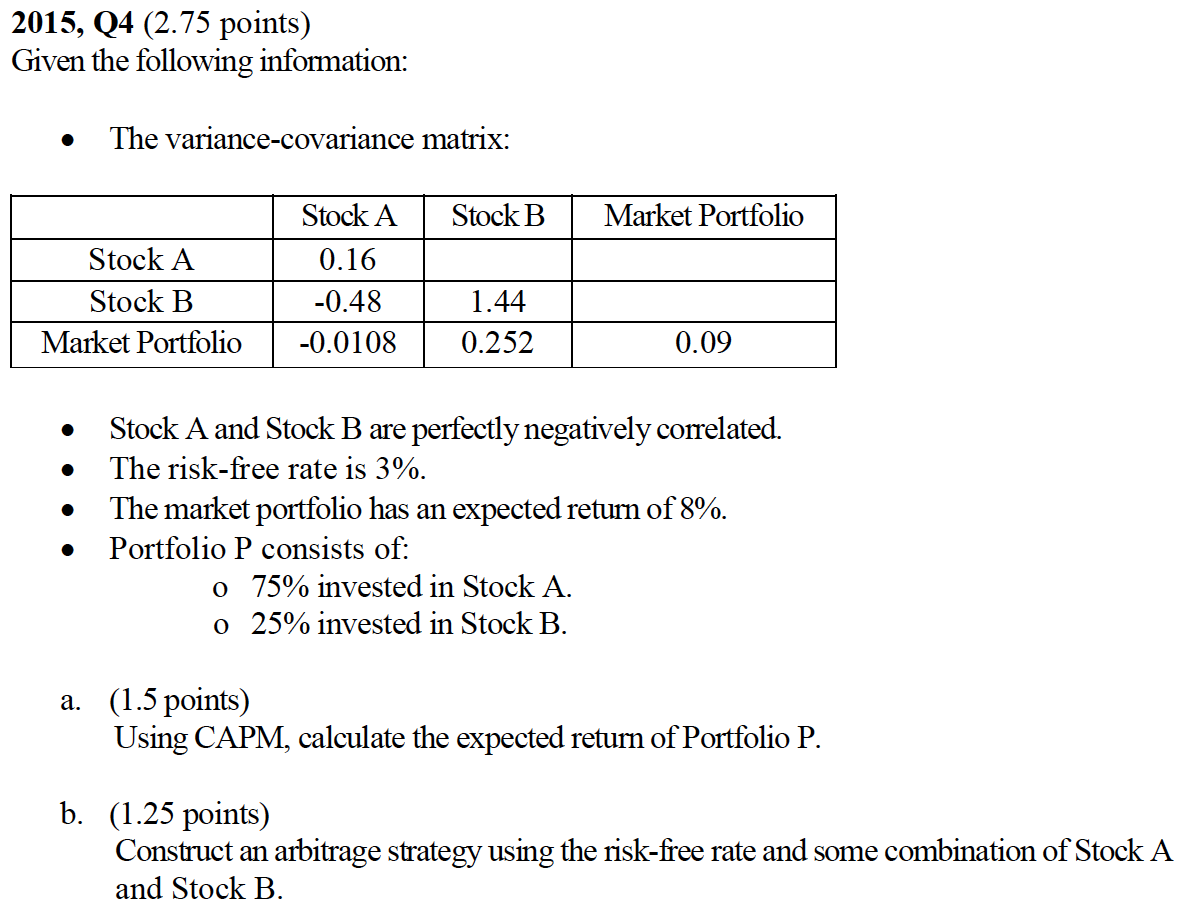 2015, Q4 (2.75 points)
Given the following information:
• The variance-covariance matrix:
Stock A Stock B Market Portfolio
Stock A 0.16
Stock B -0.48 1.44
Market Portfolio -0.0108 0.252 0.09
• Stock A and Stock B are perfectly negatively correlated.
• The risk-free rate is 3%.
• The market portfolio has an expected return of 8%.
• Portfolio P consists of:
o 75% invested in Stock A.
o 25% invested in Stock B.
a. (1.5 points)
Using CAPM, calculate the expected return of Portfolio P.
b. (1.25 points)
Construct an arbitrage strategy using the risk-free rate and some combination of Stock A
and Stock B.